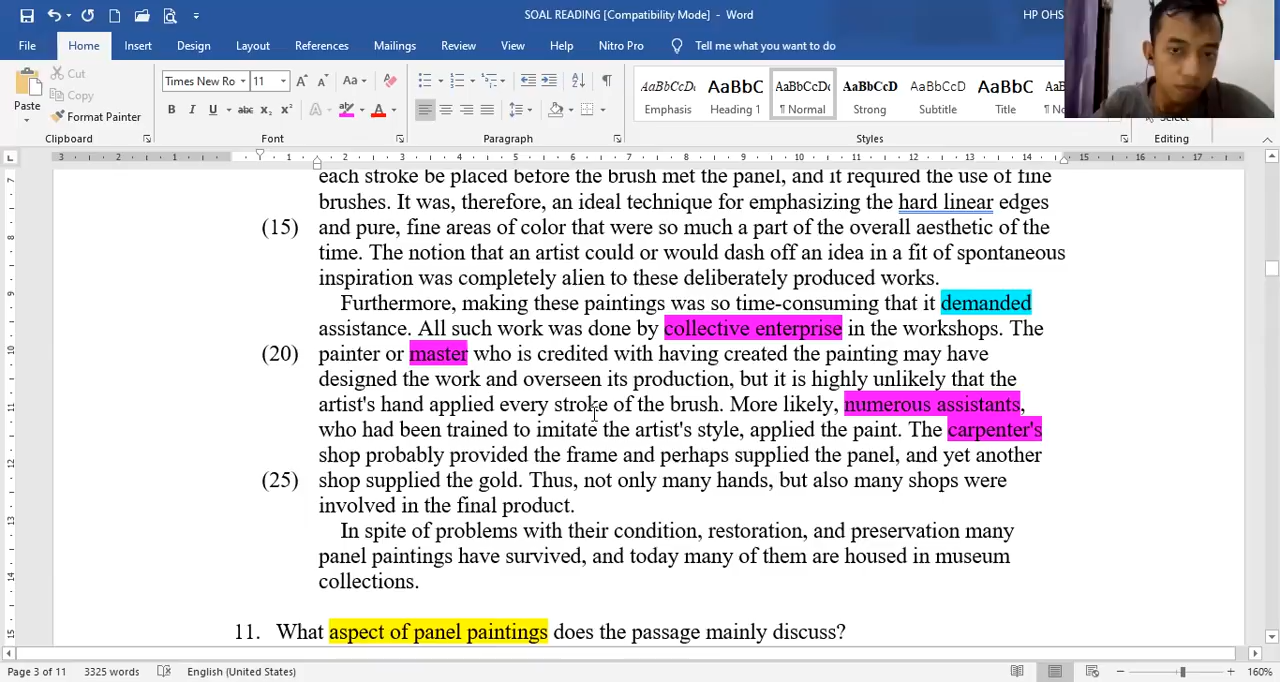 SOAL READING [Compatibility Mode] - Word
HP OHS
File Home Insert Design Layout References Mailings Review View Help Nitro Pro Tell me what you want to do
Paste
Cut
Copy
Format Painter
Clipboard
Times New Ro 11
Font
Paragraph
AaBbCcDc Emphasis
AaBbC Heading 1
AaBbCcDc ¶ Normal
AaBbCcD Strong
AaBbCcD Subtitle
AaBbC Title
Styles
Select
Editing
each stroke be placed before the brush met the panel, and it required the use of fine
brushes. It was, therefore, an ideal technique for emphasizing the hard linear edges
(15) and pure, fine areas of color that were so much a part of the overall aesthetic of the
time. The notion that an artist could or would dash off an idea in a fit of spontaneous
inspiration was completely alien to these deliberately produced works.
Furthermore, making these paintings was so time-consuming that it demanded
assistance. All such work was done by collective enterprise in the workshops. The
(20) painter or master who is credited with having created the painting may have
designed the work and overseen its production, but it is highly unlikely that the
artist's hand applied every stroke of the brush. More likely, numerous assistants,
who had been trained to imitate the artist's style, applied the paint. The carpenter's
shop probably provided the frame and perhaps supplied the panel, and yet another
(25) shop supplied the gold. Thus, not only many hands, but also many shops were
involved in the final product.
In spite of problems with their condition, restoration, and preservation many
panel paintings have survived, and today many of them are housed in museum
collections.
11. What aspect of panel paintings does the passage mainly discuss?
Page 3 of 11 3325 words English (United States) 160%